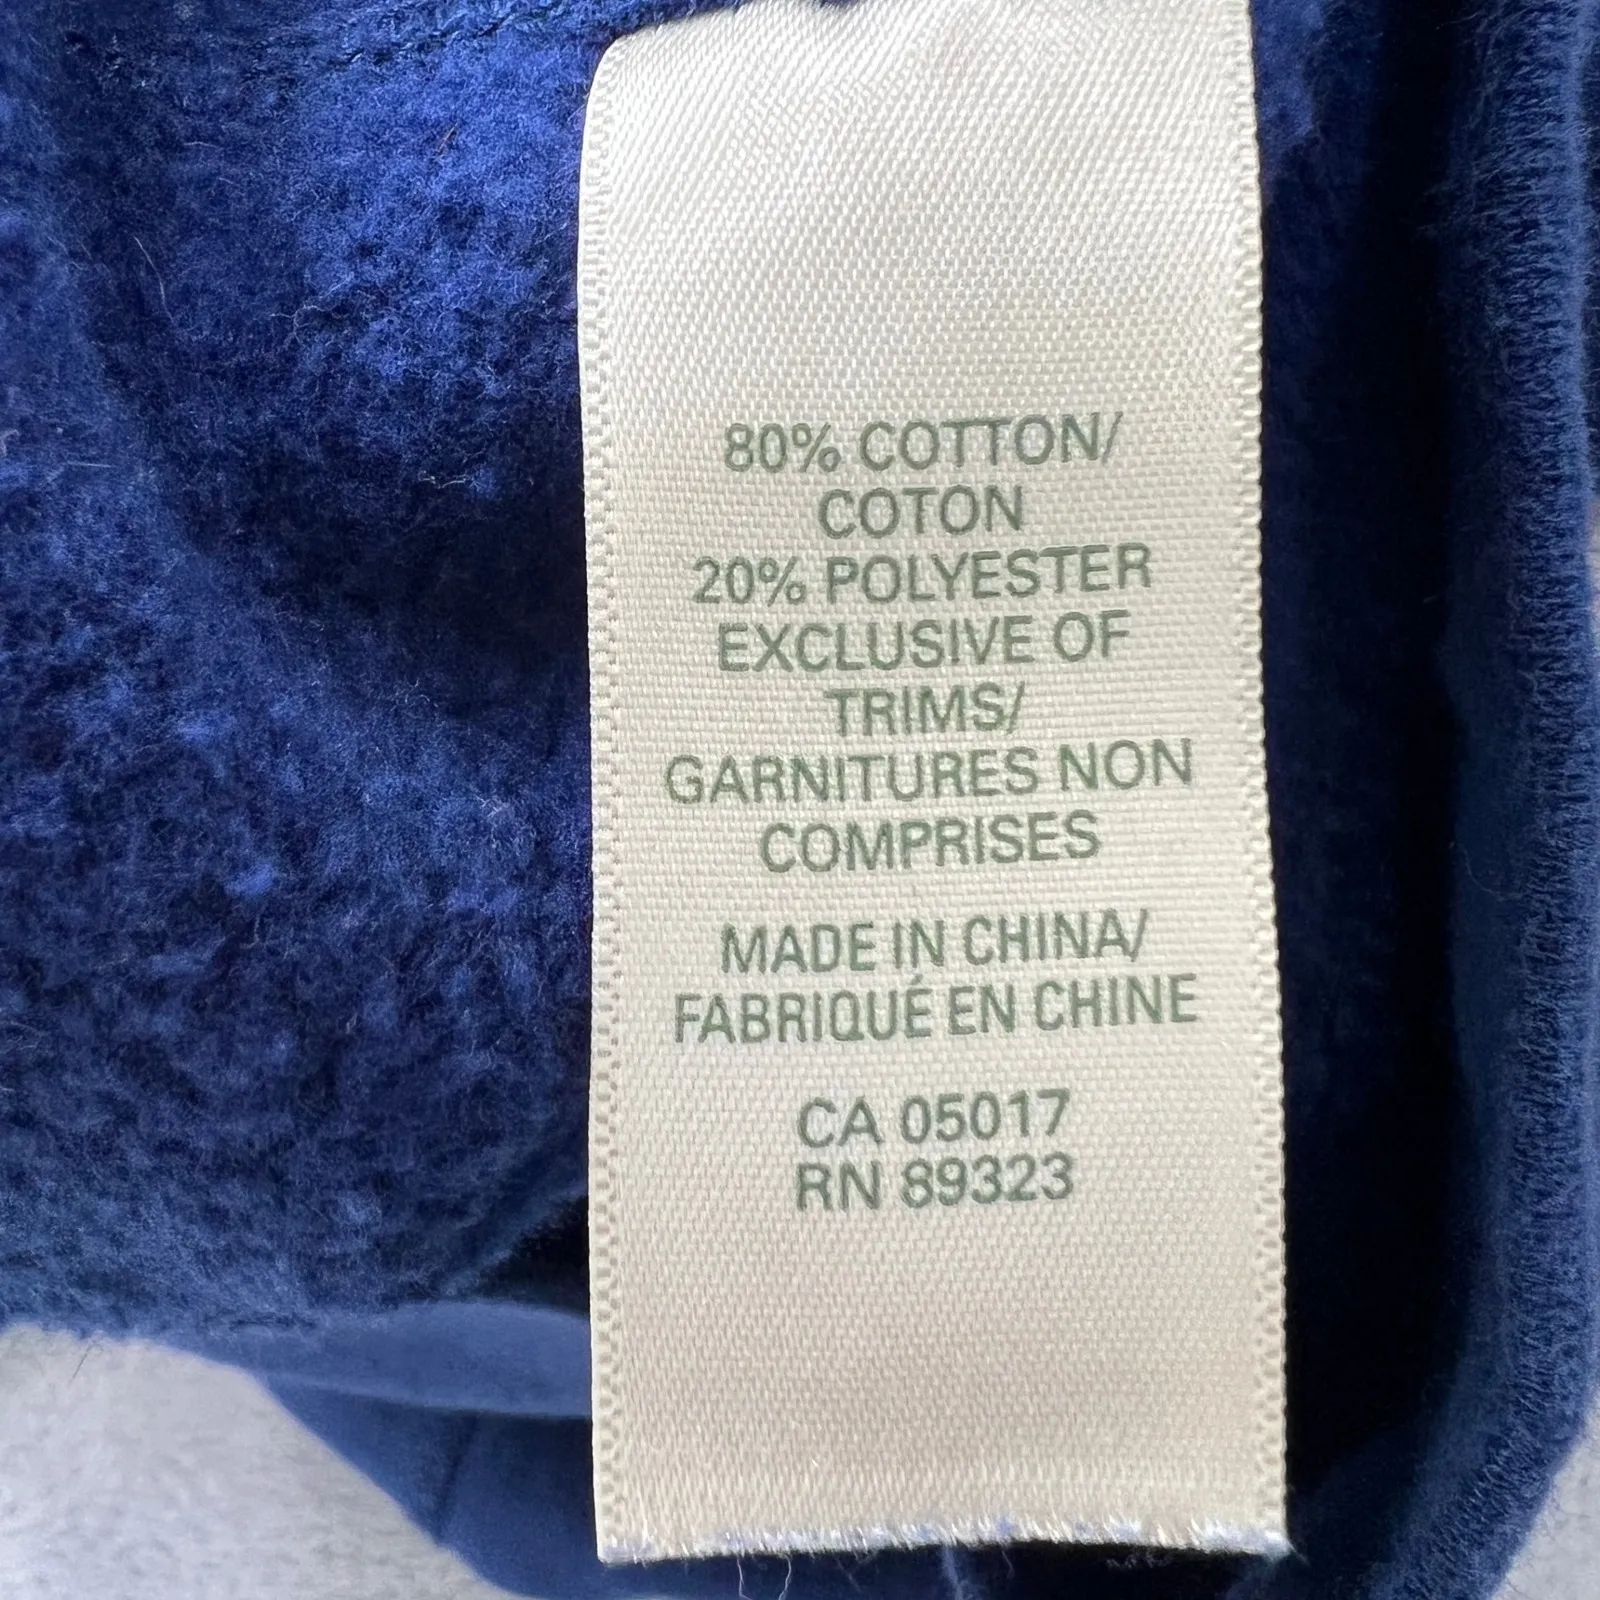 80% COTTON/
COTON
20% POLYESTER
EXCLUSIVE OF
TRIMS/
GARNITURES NON
COMPRISES
MADE IN CHINA/
FABRIQUÉ EN CHINE
CA 05017
RN 89323